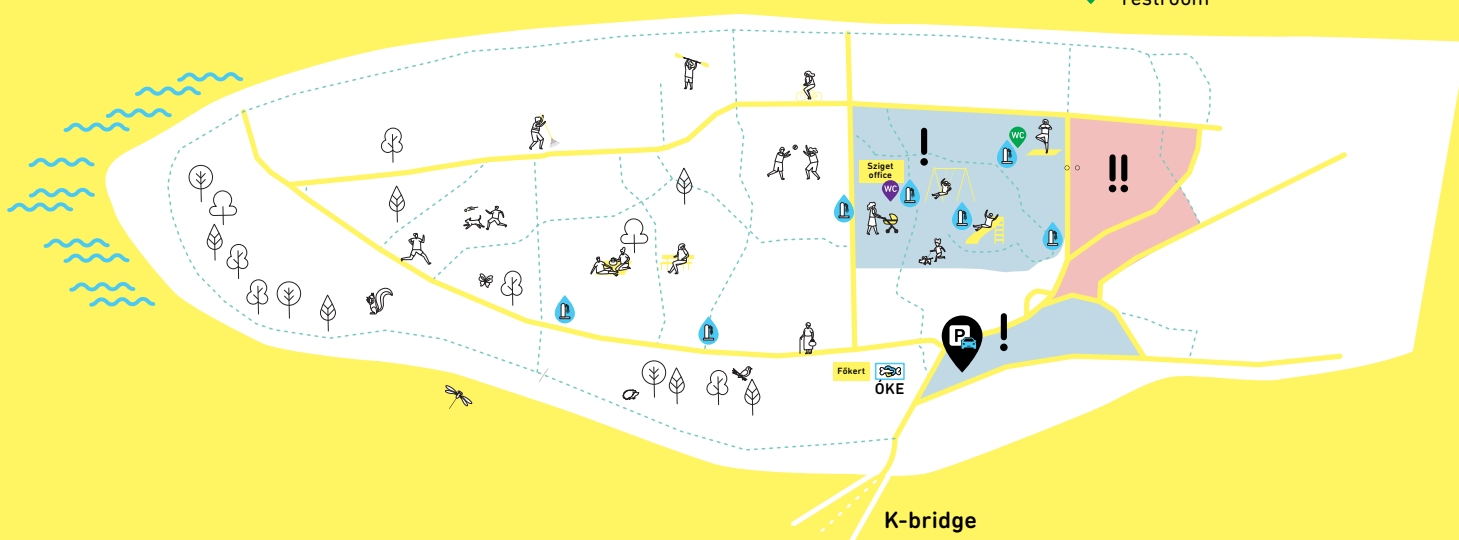 restroom
WC
Sziget
office
WC
P
Főkert
ÓKE
K-bridge